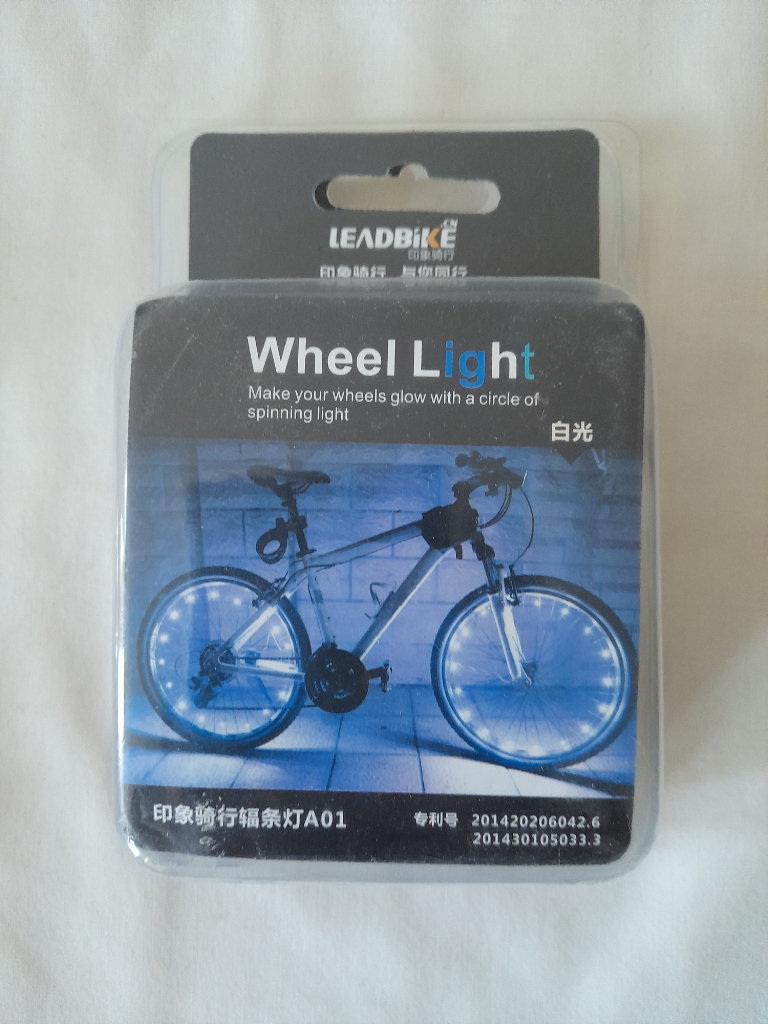 LEADBIKE
印象骑行
印象骑行 与您同行
Wheel Light
Make your wheels glow with a circle of
spinning light
白光
印象骑行辐条灯A01
专利号 201420206042.6
201430105033.3